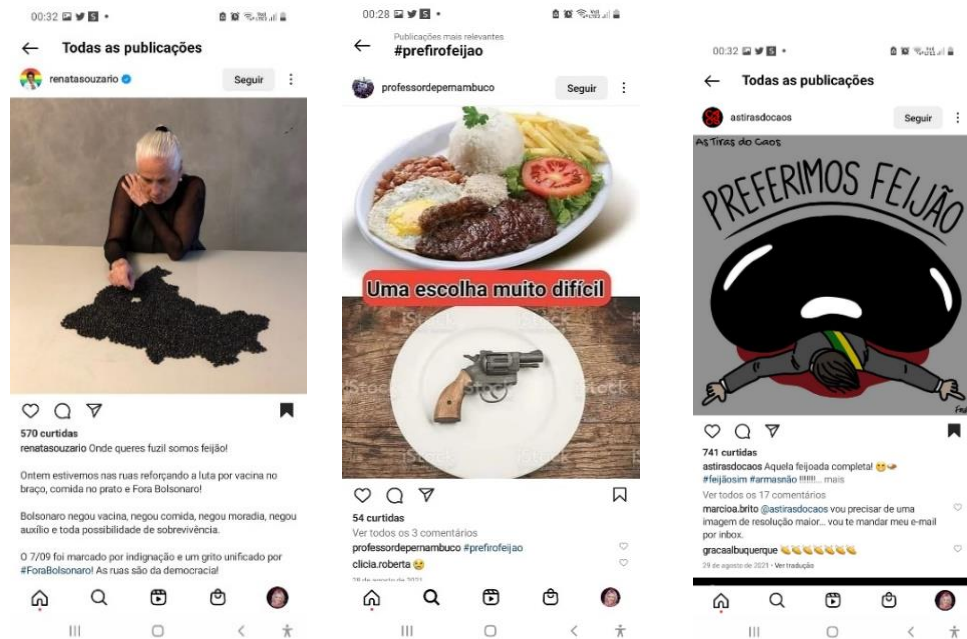 00:32
Todas as publicações
renatasouzario
Seguir
570 curtidas
renatasouzario Onde queres fuzil somos feijão!
Ontem estivemos nas ruas reforçando a luta por vacina no
braço, comida no prato e Fora Bolsonaro!
Bolsonaro negou vacina, negou comida, negou moradia, negou
auxílio e toda possibilidade de sobrevivência.
O 7/09 foi marcado por indignação e um grito unificado por
#ForaBolsonaro! As ruas são da democracia!
00:28
Publicações mais relevantes
#prefirofeijao
professordepernambuco
Seguir
Uma escolha muito difícil
iStock
iStock
iStock
54 curtidas
Ver todos os 3 comentários
professordepernambuco #prefirofeijao
clicia.roberta
28 de agosto de 2021
00:32
Todas as publicações
astirasdocaos
Seguir
AS Tiras do Caos
PREFERIMOS FEIJÃO
741 curtidas
astirasdocaos Aquela feijoada completa!
#feijãosim #armasnão !!!!!!!!... mais
Ver todos os 17 comentários
marcioa.brito @astirasdocaos vou precisar de uma
imagem de resolução maior... vou te mandar meu e-mail
por inbox.
gracaalbuquerque
29 de agosto de 2021 • Ver tradução